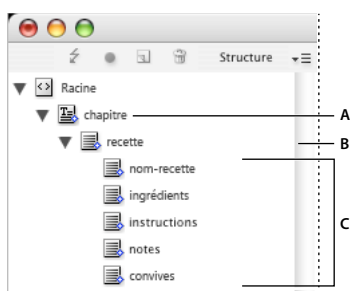 Structure
Racine
chapitre A
recette B
nom-recette
ingrédients
instructions C
notes
convives